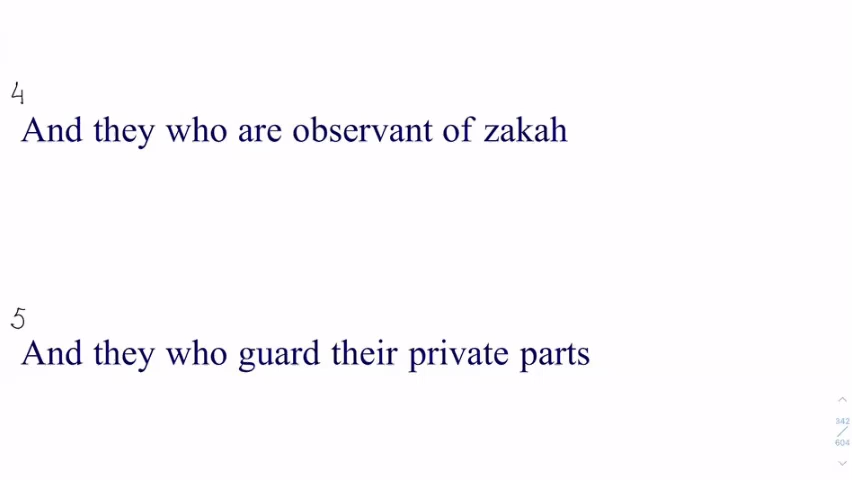 4
And they who are observant of zakah
5
And they who guard their private parts
342
604